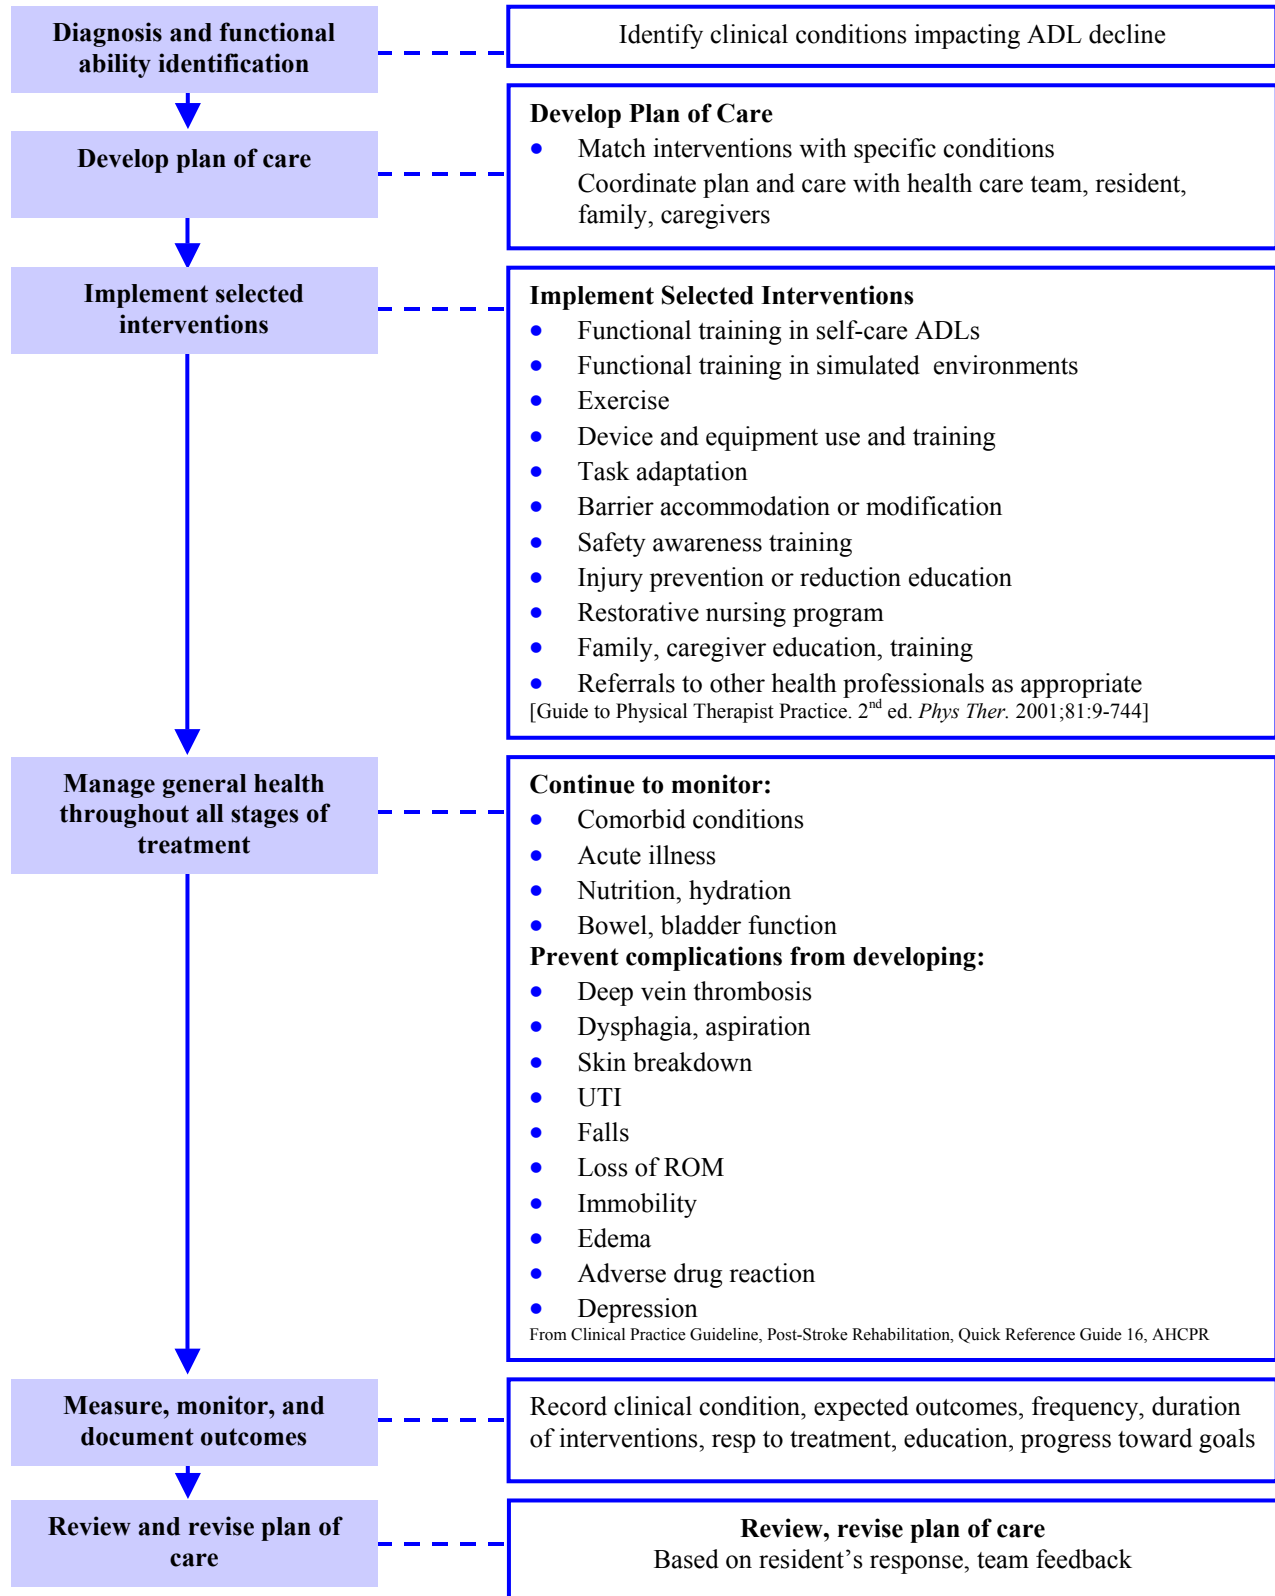 Diagnosis and functional
ability identification
Identify clinical conditions impacting ADL decline
Develop plan of care
Develop Plan of Care
• Match interventions with specific conditions
Coordinate plan and care with health care team, resident,
family, caregivers
Implement selected
interventions
Implement Selected Interventions
• Functional training in self-care ADLs
• Functional training in simulated environments
• Exercise
• Device and equipment use and training
• Task adaptation
• Barrier accommodation or modification
• Safety awareness training
• Injury prevention or reduction education
• Restorative nursing program
• Family, caregiver education, training
• Referrals to other health professionals as appropriate
[Guide to Physical Therapist Practice. 2nd ed. Phys Ther. 2001;81:9-744]
Manage general health
throughout all stages of
treatment
Continue to monitor:
• Comorbid conditions
• Acute illness
• Nutrition, hydration
• Bowel, bladder function
Prevent complications from developing:
• Deep vein thrombosis
• Dysphagia, aspiration
• Skin breakdown
• UTI
• Falls
• Loss of ROM
• Immobility
• Edema
• Adverse drug reaction
• Depression
From Clinical Practice Guideline, Post-Stroke Rehabilitation, Quick Reference Guide 16, AHCPR
Measure, monitor, and
document outcomes
Record clinical condition, expected outcomes, frequency, duration
of interventions, resp to treatment, education, progress toward goals
Review and revise plan of
care
Review, revise plan of care
Based on resident’s response, team feedback